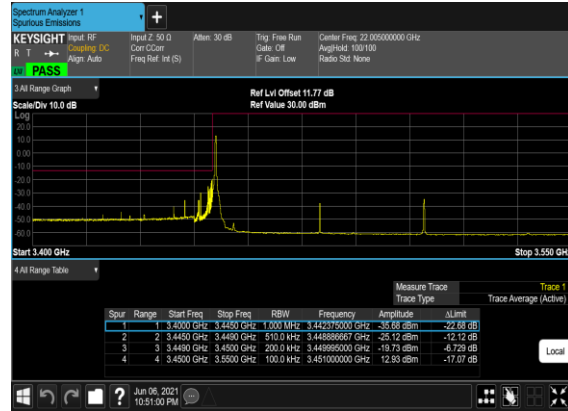 Spectrum Analyzer 1
Spurious Emissions
KEYSIGHT Input: RF Input Z: 50 Ω Atten: 30 dB Trig: Free Run Center Freq: 22.005000000 GHz
R T Coupling: DC Corr CCorr Gate: Off Avg|Hold: 100/100
Align: Auto Freq Ref: Int (S) IF Gain: Low Radio Std: None
PASS
3 All Range Graph
Ref Lvl Offset 11.77 dB
Scale/Div 10.0 dB Ref Value 30.00 dBm
Log
20.0
10.0
0.00
-10.0
-20.0
-30.0
-40.0
-50.0
-60.0
Start 3.400 GHz Stop 3.550 GHz
4 All Range Table
Measure Trace Trace 1
Trace Type Trace Average (Active)
Spur Range Start Freq Stop Freq RBW Frequency Amplitude ΔLimit
1 1 3.4000 GHz 3.4450 GHz 1.000 MHz 3.442375000 GHz -35.68 dBm -22.68 dB
2 2 3.4450 GHz 3.4490 GHz 510.0 kHz 3.448886667 GHz -25.12 dBm -12.12 dB
3 3 3.4490 GHz 3.4500 GHz 200.0 kHz 3.449995000 GHz -19.73 dBm -6.729 dB
4 4 3.4500 GHz 3.5500 GHz 100.0 kHz 3.451000000 GHz 12.93 dBm -17.07 dB
Local
Jun 06, 2021
10:51:00 PM